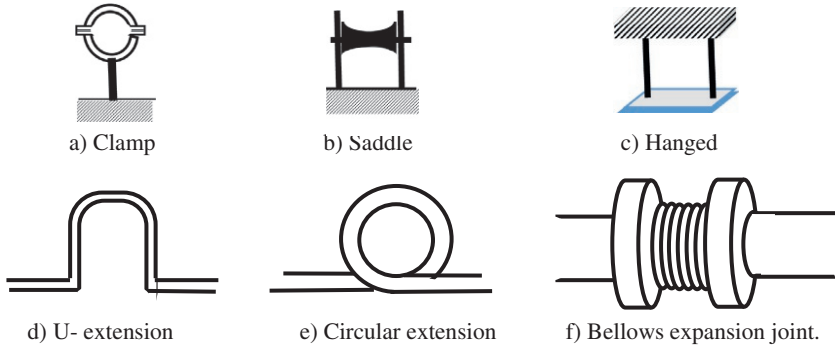 a) Clamp
b) Saddle
c) Hanged
d) U- extension
e) Circular extension
f) Bellows expansion joint.